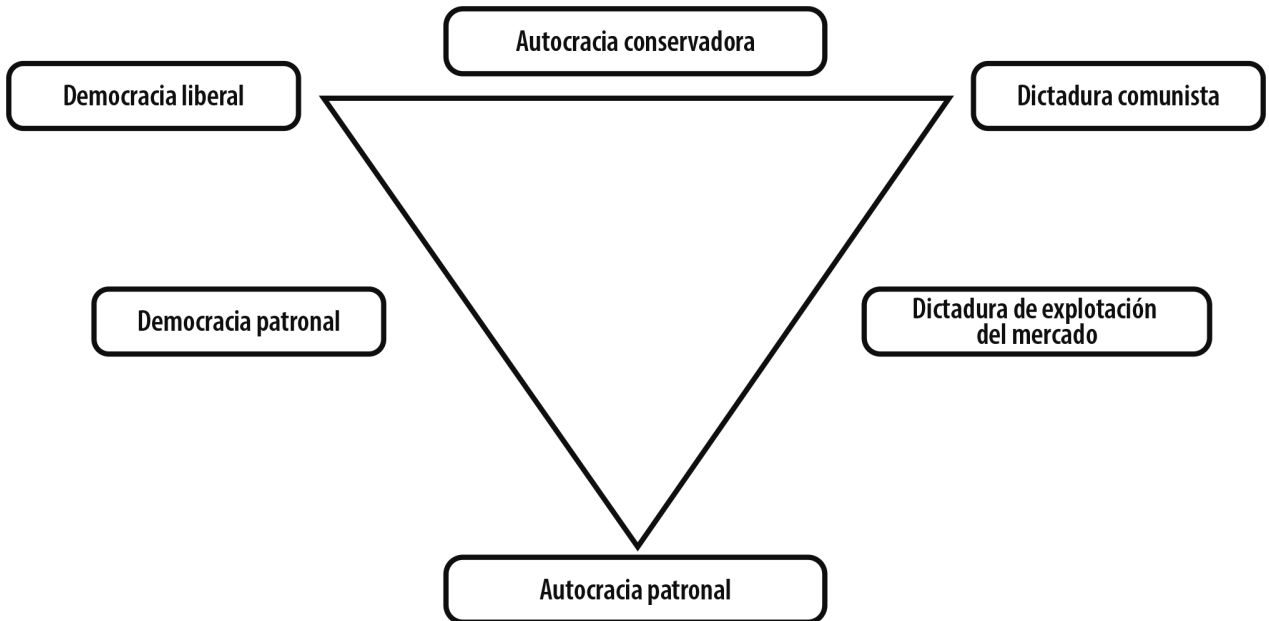 Autocracia conservadora
Democracia liberal
Dictadura comunista
Democracia patronal
Dictadura de explotación
del mercado
Autocracia patronal